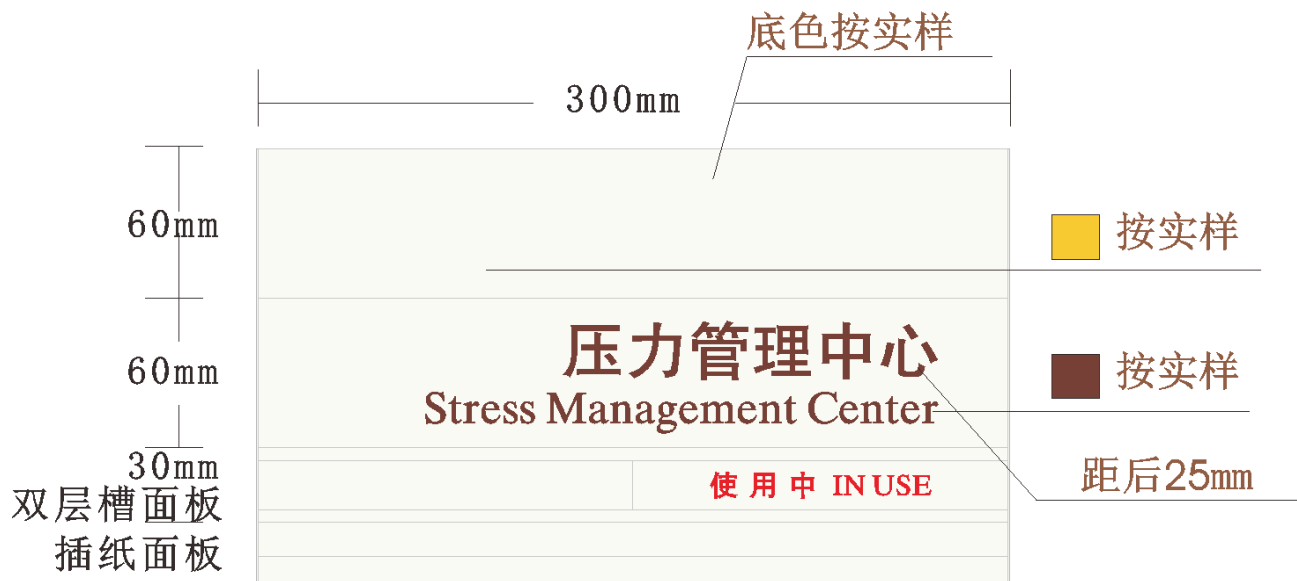 底色按实样
300mm
60mm
按实样
压力管理中心
60mm
按实样
Stress Management Center
30mm
使用中 IN USE
距后25mm
双层槽面板
插纸面板